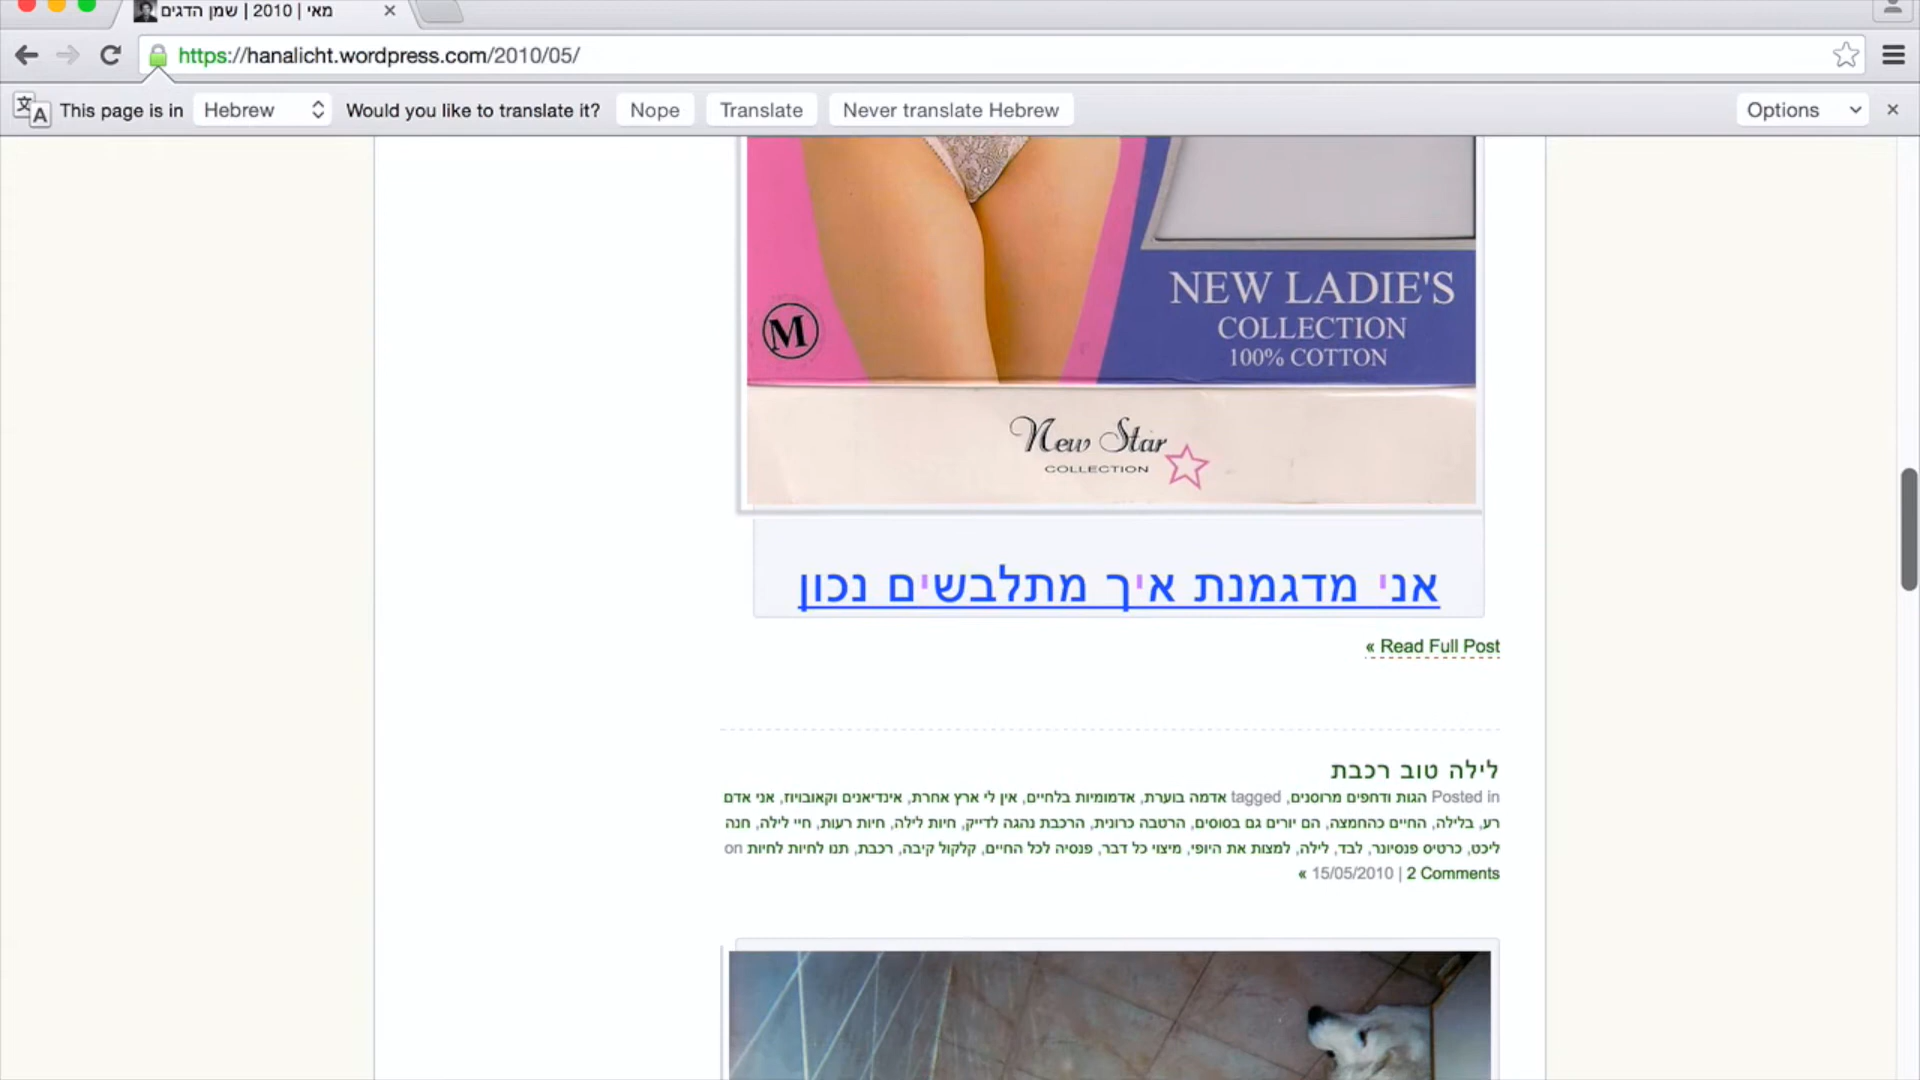 מאי | 2010 | שמן הדגים
https://hanalicht.wordpress.com/2010/05/
This page is in Hebrew Would you like to translate it? Nope Translate Never translate Hebrew Options
M
NEW LADIE'S
COLLECTION
100% COTTON
New Star
COLLECTION
אני מדגמנת איך מתלבשים נכון
« Read Full Post
לילה טוב רכבת
Posted in הגות ודחפים מרוסנים, tagged אדמה בוערת, אדמומיות בלחיים, אין לי ארץ אחרת, אינדיאנים וקאובויוז, אני אדם
רע, בלילה, החיים כהחמצה, הם יורים גם בסוסים, הרטבה כרונית, הרכבת נהגה לדייק, חיות לילה, חיות רעות, חיי לילה, חנה
ליכט, כרטיס פנסיונר, לבד, לילה, למצות את היופי, מיצוי כל דבר, פנסיה לכל החיים, קלקול קיבה, רכבת, תנו לחיות לחיות on
15/05/2010 | 2 Comments »